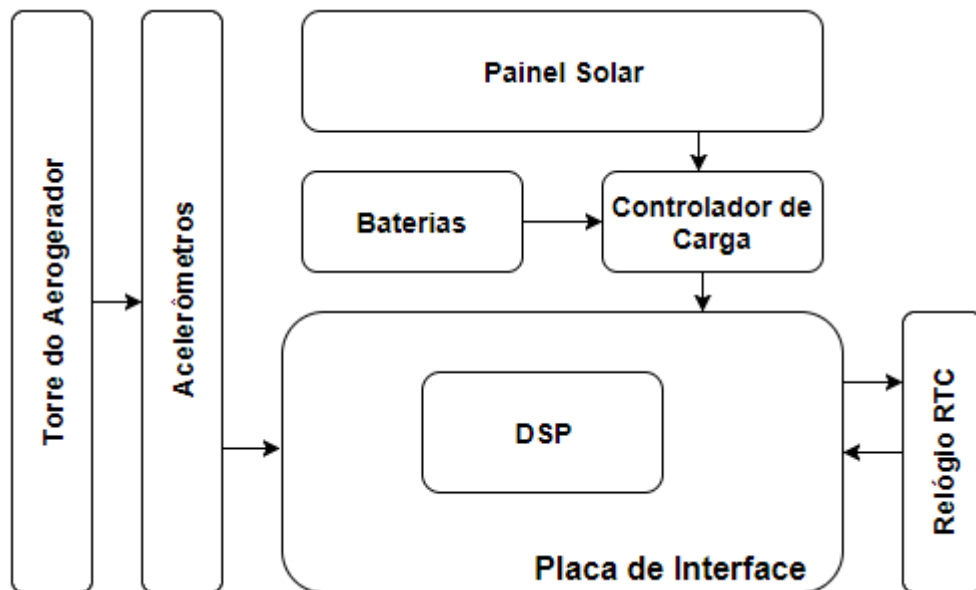 Torre do Aerogerador
Acelerômetros
Painel Solar
Baterias
Controlador de
Carga
DSP
Placa de Interface
Relógio RTC